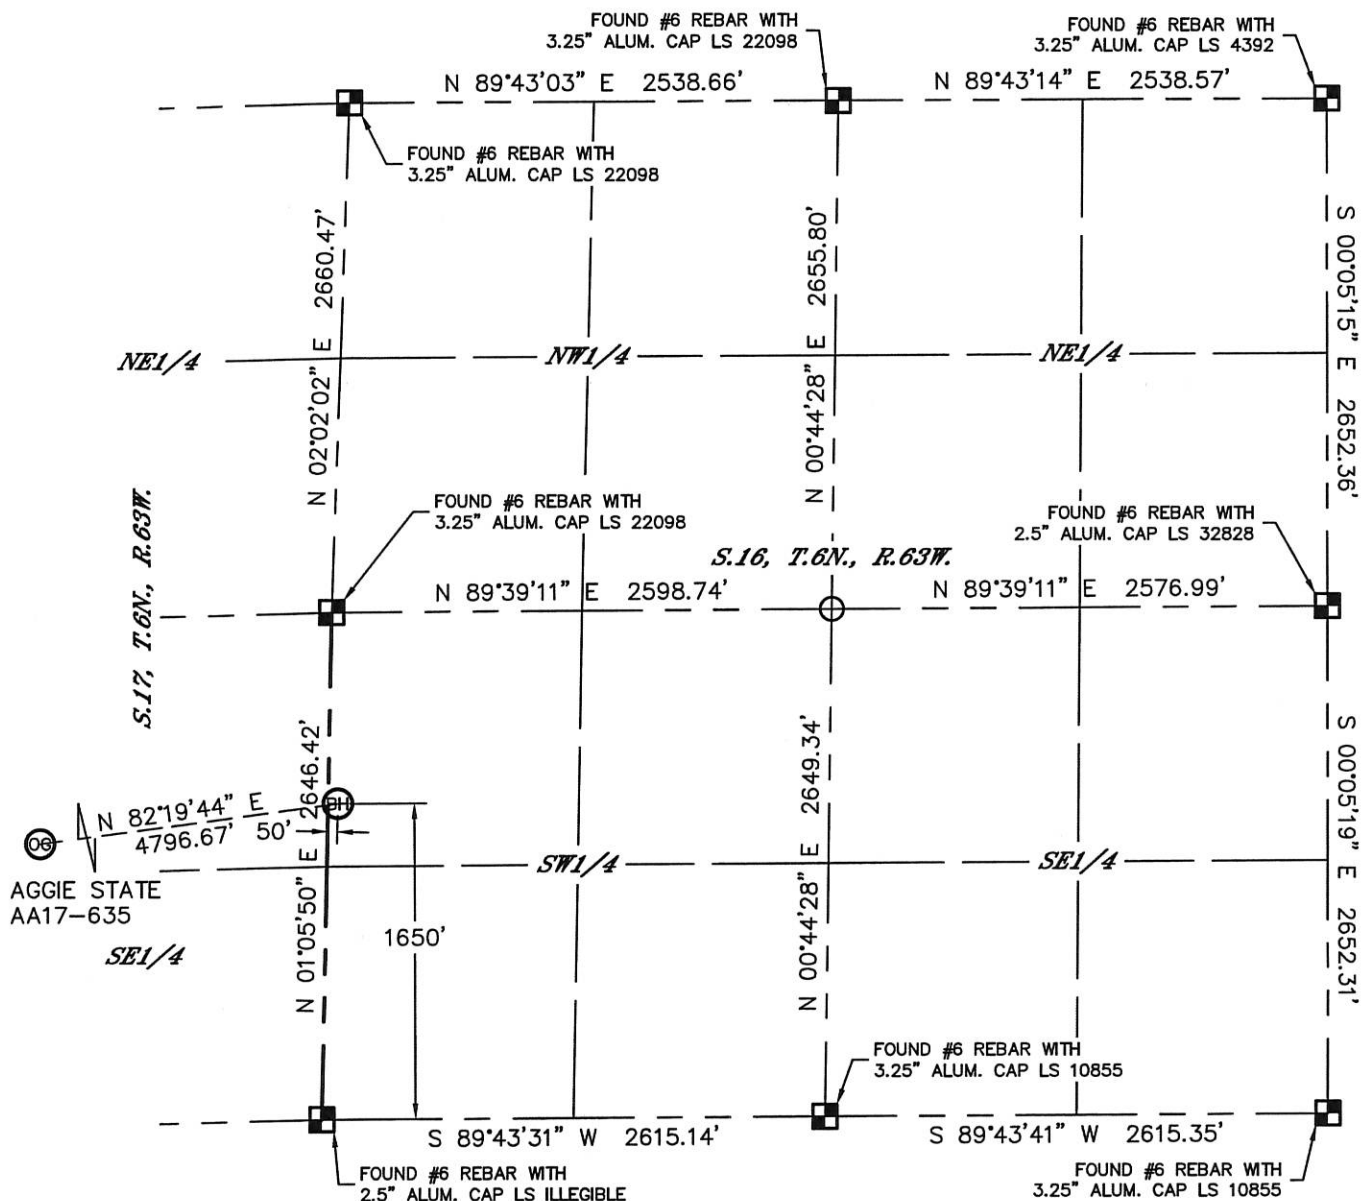 FOUND #6 REBAR WITH
3.25" ALUM. CAP LS 22098
FOUND #6 REBAR WITH
3.25" ALUM. CAP LS 4392
N 89°43'03" E 2538.66'
N 89°43'14" E 2538.57'
FOUND #6 REBAR WITH
3.25" ALUM. CAP LS 22098
N 02°02'02" E 2660.47'
N 00°44'28" E 2655.80'
S 00°05'15" E 2652.36'
NE1/4
NW1/4
NE1/4
S.17, T.6N., R.63W.
FOUND #6 REBAR WITH
3.25" ALUM. CAP LS 22098
FOUND #6 REBAR WITH
2.5" ALUM. CAP LS 32828
S.16, T.6N., R.63W.
N 89°39'11" E 2598.74'
N 89°39'11" E 2576.99'
N 01°05'50" E 2646.42'
N 00°44'28" E 2649.34'
S 00°05'19" E 2652.31'
N 82°19'44" E
4796.67'
50'
BH
OG
AGGIE STATE
AA17-635
SW1/4
SE1/4
SE1/4
1650'
FOUND #6 REBAR WITH
3.25" ALUM. CAP LS 10855
S 89°43'31" W 2615.14'
S 89°43'41" W 2615.35'
FOUND #6 REBAR WITH
2.5" ALUM. CAP LS ILLEGIBLE
FOUND #6 REBAR WITH
3.25" ALUM. CAP LS 10855